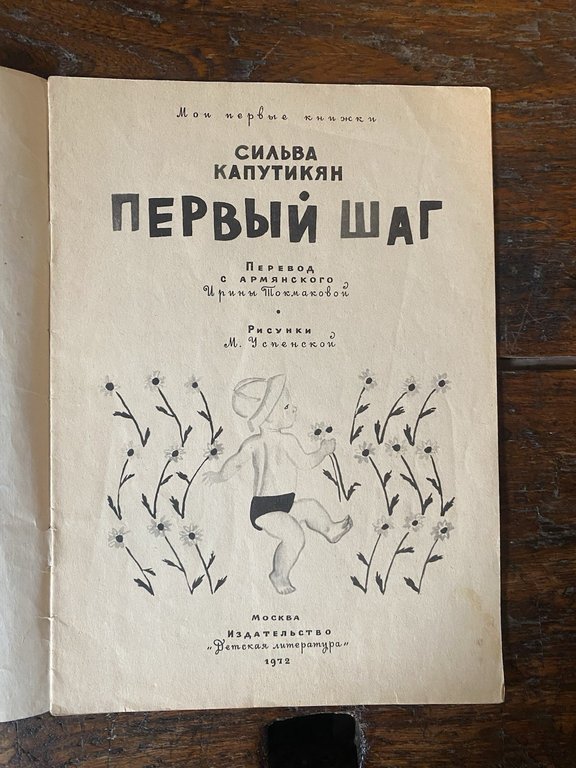 Мои первые книжки
СИЛЬВА
КАПУТИКЯН
ПЕРВЫЙ ШАГ
ПЕРЕВОД
С АРМЯНСКОГО
Ирины Токмаковой
РИСУНКИ
М. Успенской
МОСКВА
ИЗДАТЕЛЬСТВО
„Детская литература"
1972